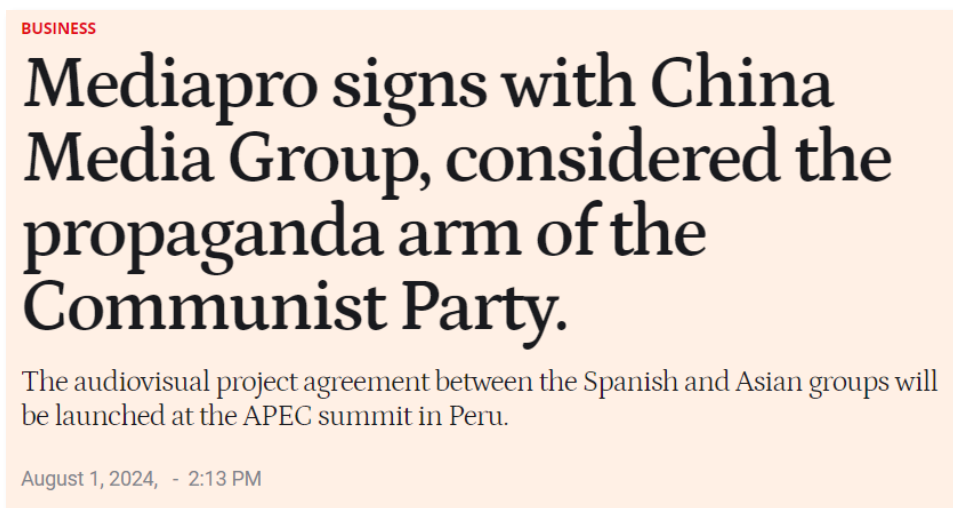 BUSINESS
Mediapro signs with China
Media Group, considered the
propaganda arm of the
Communist Party.
The audiovisual project agreement between the Spanish and Asian groups will
be launched at the APEC summit in Peru.
August 1, 2024, - 2:13 PM